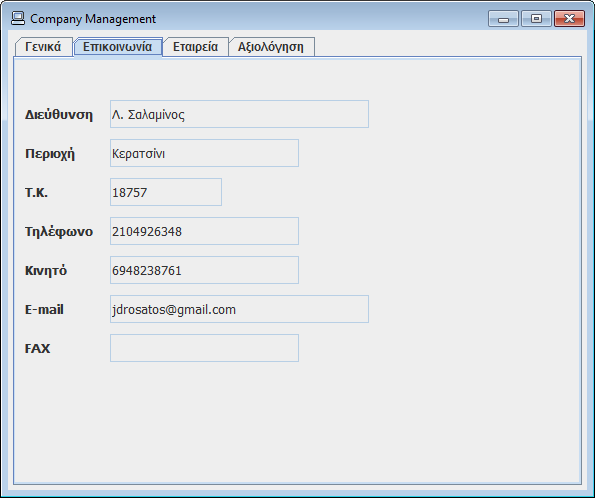 Company Management
Γενικά Επικοινωνία Εταιρεία Αξιολόγηση
Διεύθυνση Λ. Σαλαμίνος
Περιοχή Κερατσίνι
Τ.Κ. 18757
Τηλέφωνο 2104926348
Κινητό 6948238761
E-mail jdrosatos@gmail.com
FAX